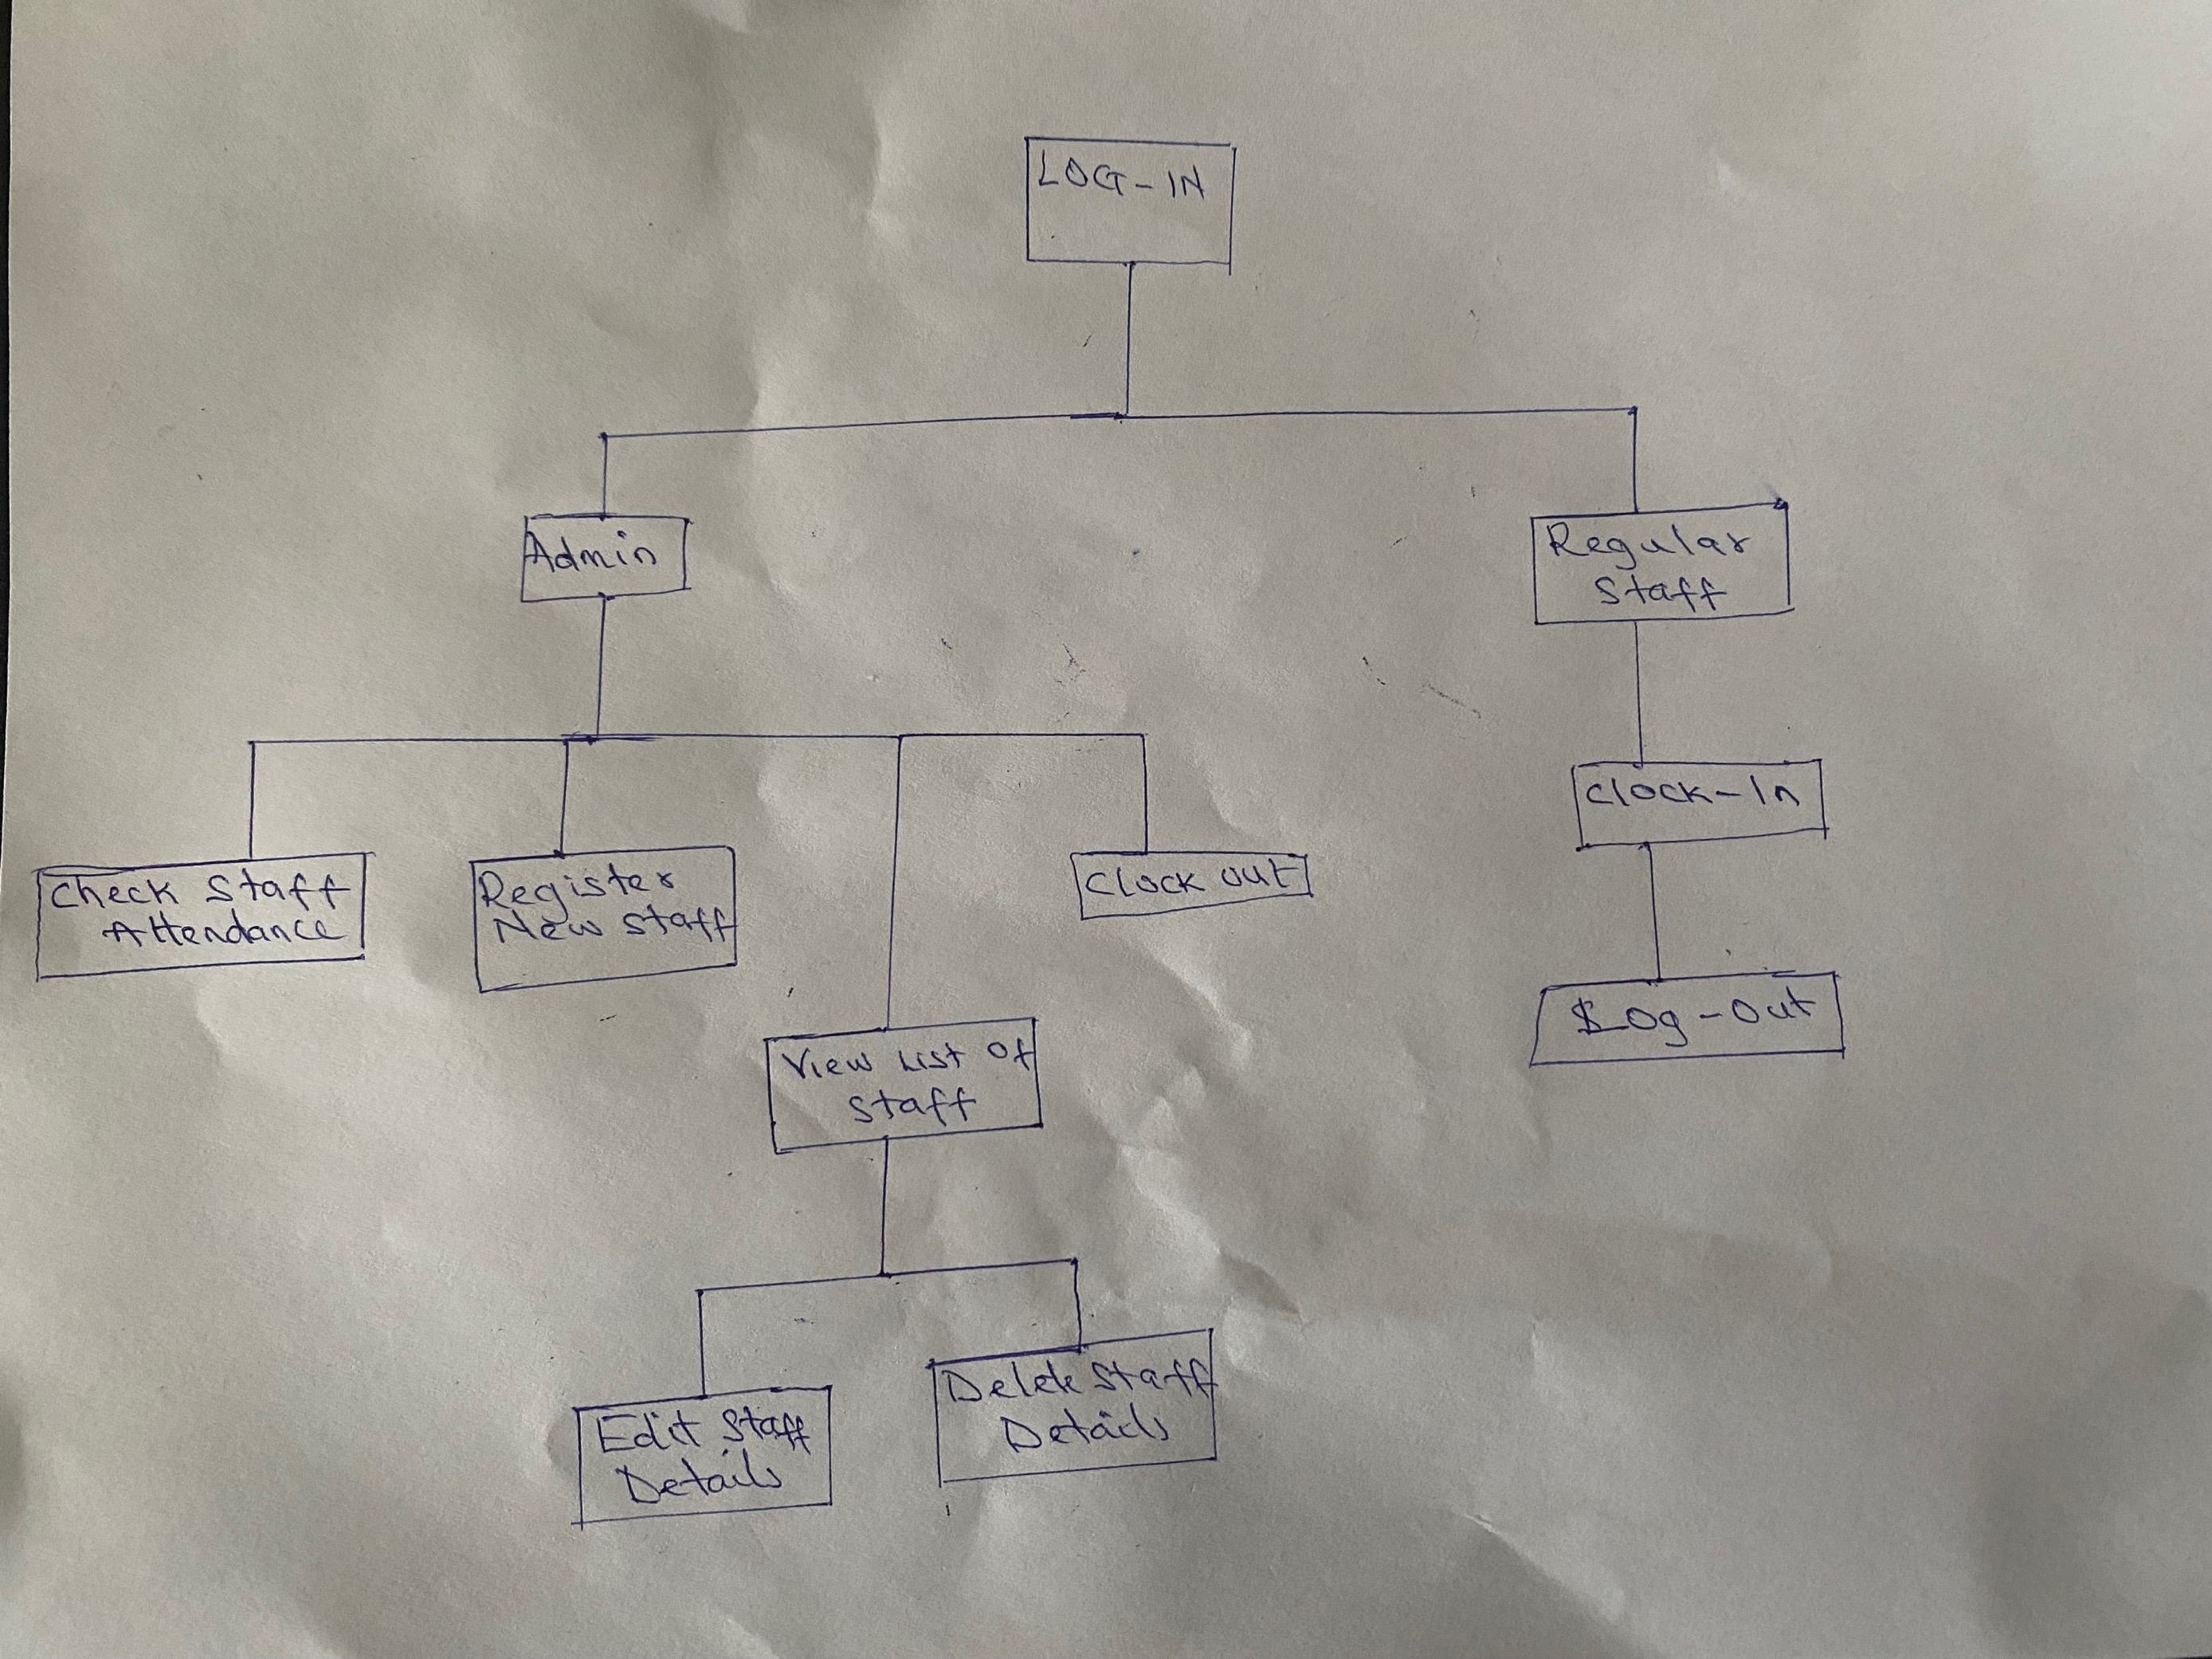 LOG-IN
Admin
Regular
Staff
Check Staff
Attendance
Register
New Staff
Clock out
Clock-In
View List Of
Staff
Log-Out
Edit Staff
Details
Delete Staff
Details